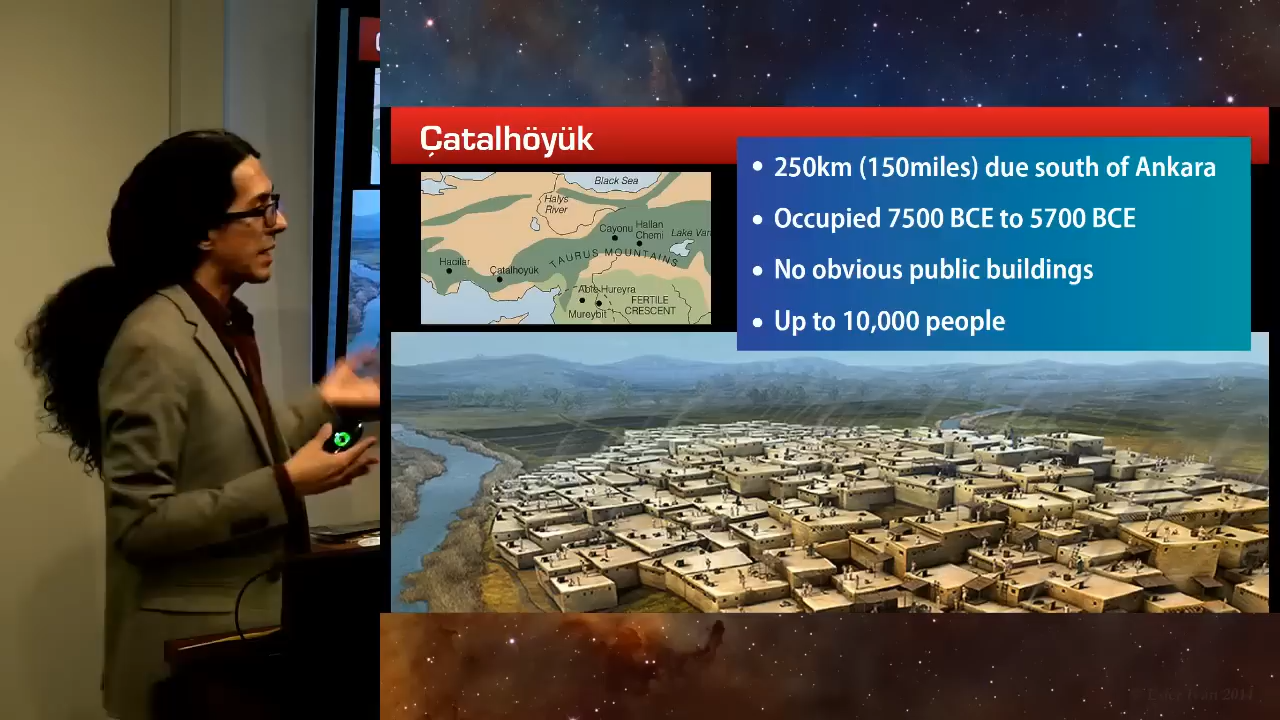 Çatalhöyük
• 250km (150miles) due south of Ankara
• Occupied 7500 BCE to 5700 BCE
• No obvious public buildings
• Up to 10,000 people
Black Sea
Halys
River
Cayonu
Hallan
Chemi
Lake Van
TAURUS MOUNTAINS
Hacilar
Çatalhoyük
Abu Hureyra
Mureybit
FERTILE
CRESCENT